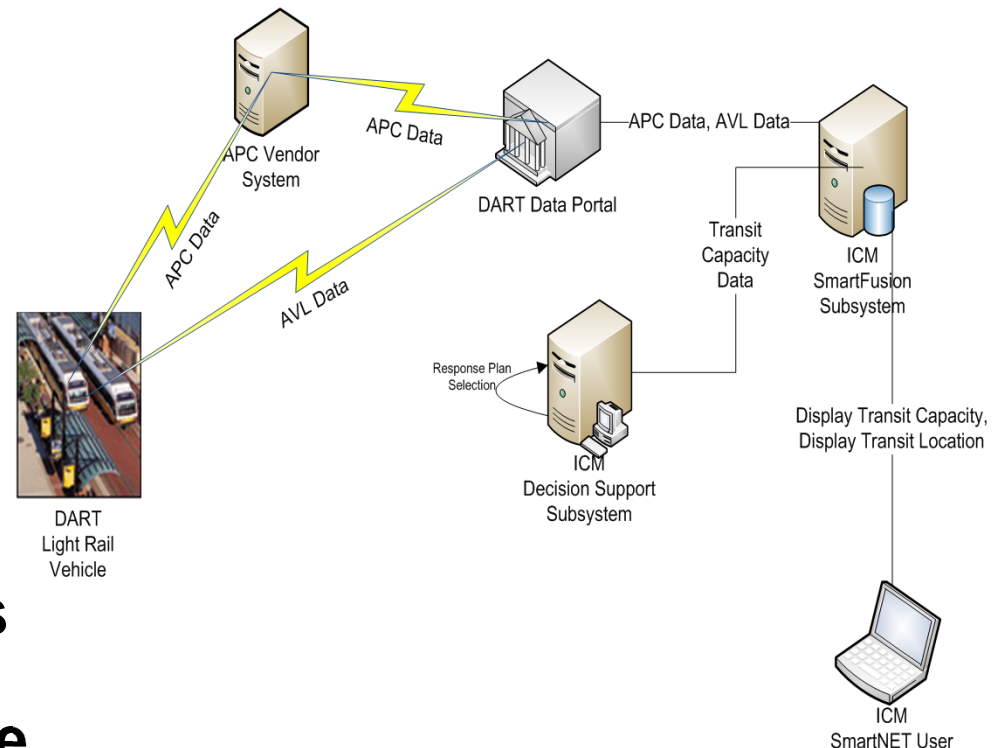 APC Vendor
System
APC Data
APC Data
AVL Data
DART Data Portal
APC Data, AVL Data
Transit
Capacity
Data
ICM
SmartFusion
Subsystem
Response Plan
Selection
ICM
Decision Support
Subsystem
Display Transit Capacity,
Display Transit Location
DART
Light Rail
Vehicle
s
e
ICM
SmartNET User